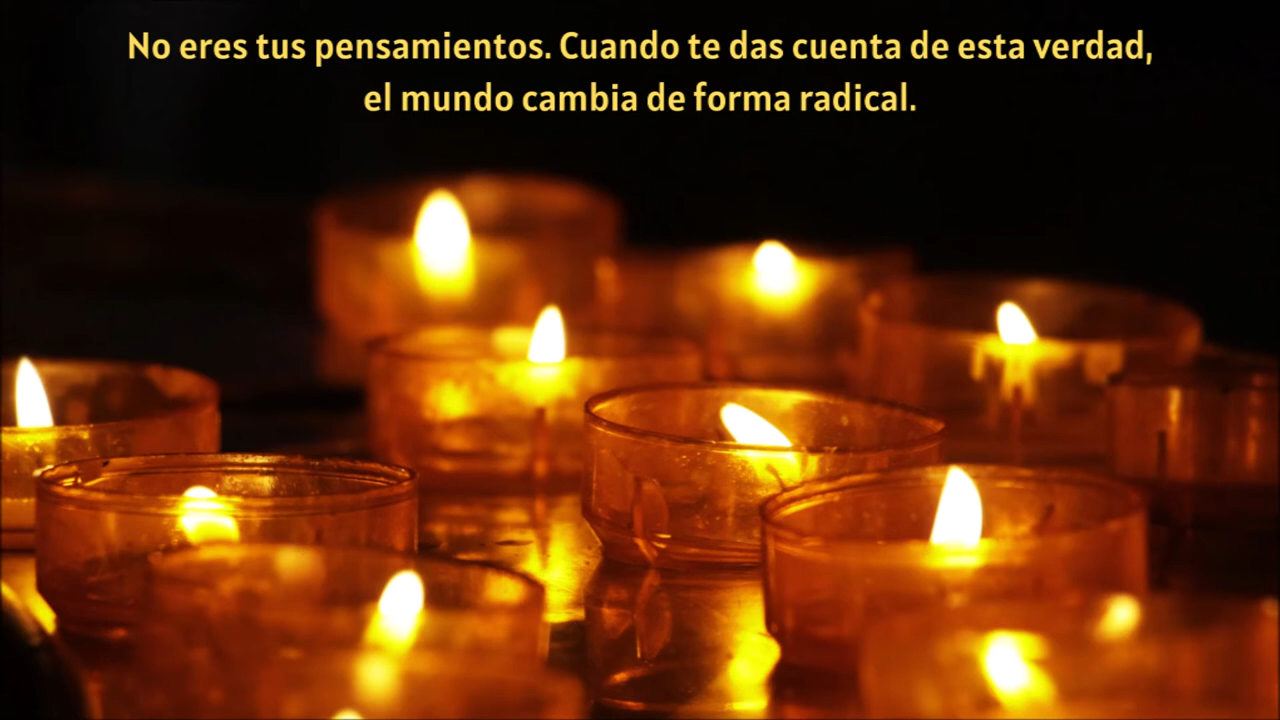 No eres tus pensamientos. Cuando te das cuenta de esta verdad,
el mundo cambia de forma radical.